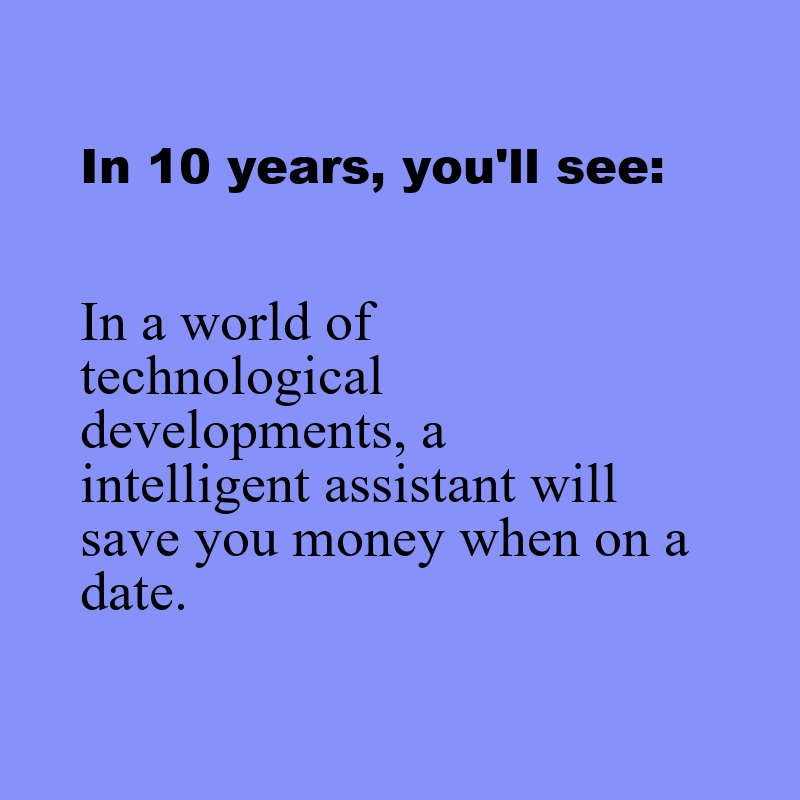 In 10 years, you'll see:
In a world of
technological
developments, a
intelligent assistant will
save you money when on a
date.